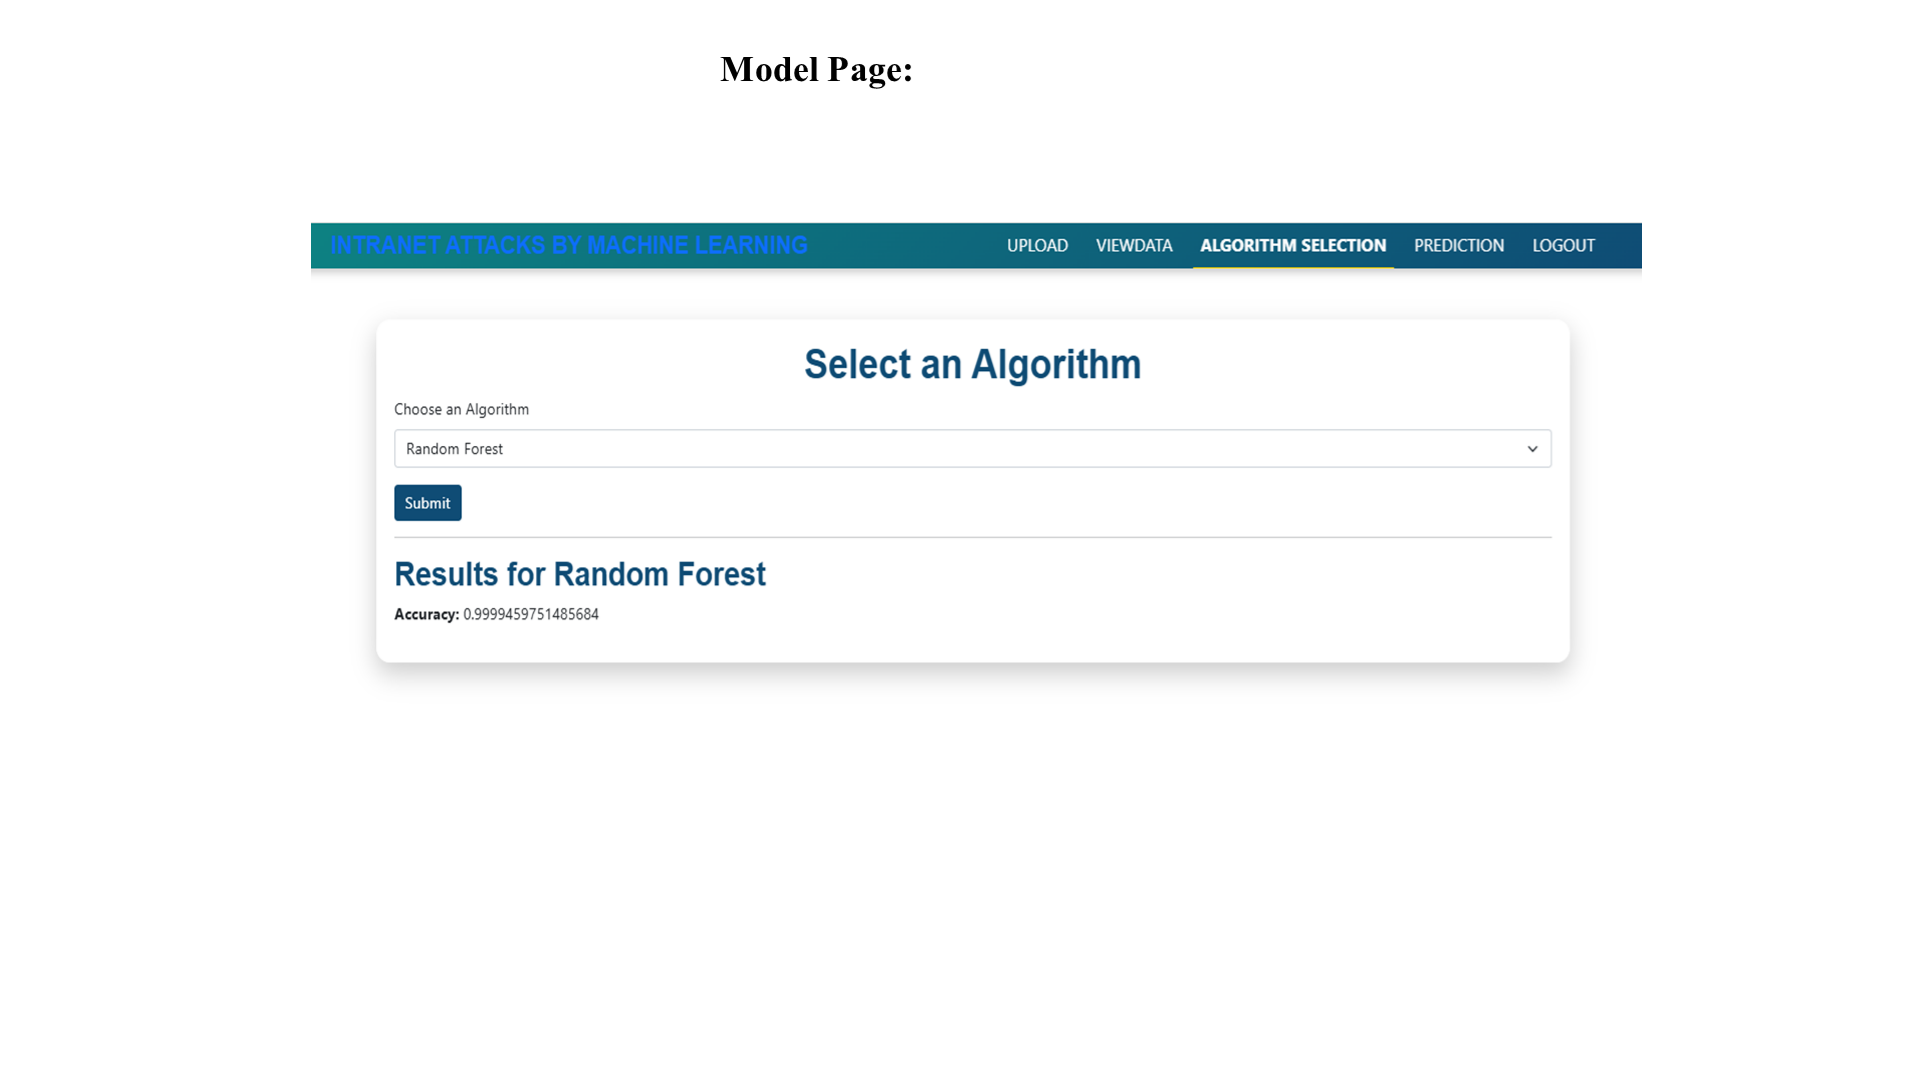 Model Page:
INTRANET ATTACKS BY MACHINE LEARNING UPLOAD VIEWDATA ALGORITHM SELECTION PREDICTION LOGOUT
Select an Algorithm
Choose an Algorithm
Random Forest
Submit
Results for Random Forest
Accuracy: 0.9999459751485684